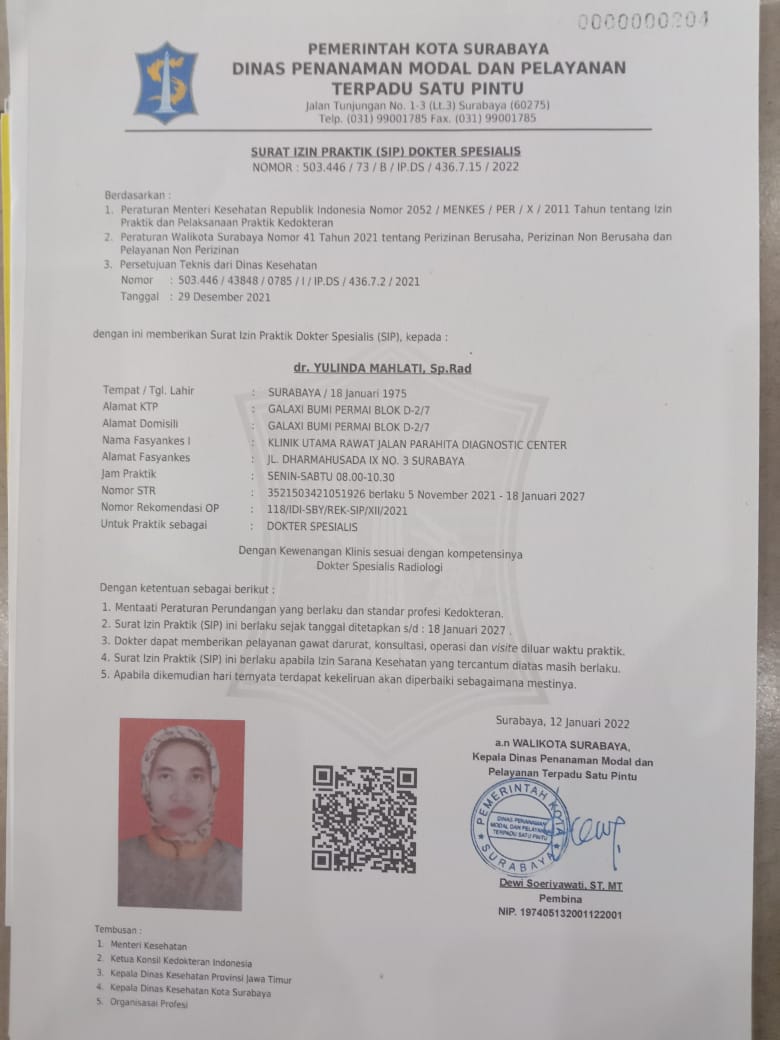 0000000204
PEMERINTAH KOTA SURABAYA
DINAS PENANAMAN MODAL DAN PELAYANAN
TERPADU SATU PINTU
Jalan Tunjungan No. 1-3 (Lt.3) Surabaya (60275)
Telp. (031) 99001785 Fax. (031) 99001785
SURAT IZIN PRAKTIK (SIP) DOKTER SPESIALIS
NOMOR : 503.446 / 73 / B / IP.DS / 436.7.15 / 2022
Berdasarkan :
1. Peraturan Menteri Kesehatan Republik Indonesia Nomor 2052 / MENKES / PER / X / 2011 Tahun tentang Izin
Praktik dan Pelaksanaan Praktik Kedokteran
2. Peraturan Walikota Surabaya Nomor 41 Tahun 2021 tentang Perizinan Berusaha, Perizinan Non Berusaha dan
Pelayanan Non Perizinan
3. Persetujuan Teknis dari Dinas Kesehatan
Nomor : 503.446 / 43848 / 0785 / I / IP.DS / 436.7.2 / 2021
Tanggal : 29 Desember 2021
dengan ini memberikan Surat Izin Praktik Dokter Spesialis (SIP), kepada :
dr. YULINDA MAHLATI, Sp.Rad
Tempat / Tgl. Lahir : SURABAYA / 18 Januari 1975
Alamat KTP : GALAXI BUMI PERMAI BLOK D-2/7
Alamat Domisili : GALAXI BUMI PERMAI BLOK D-2/7
Nama Fasyankes I : KLINIK UTAMA RAWAT JALAN PARAHITA DIAGNOSTIC CENTER
Alamat Fasyankes : JL. DHARMAHUSADA IX NO. 3 SURABAYA
Jam Praktik : SENIN-SABTU 08.00-10.30
Nomor STR : 3521503421051926 berlaku 5 November 2021 - 18 Januari 2027
Nomor Rekomendasi OP : 118/IDI-SBY/REK-SIP/XII/2021
Untuk Praktik sebagai : DOKTER SPESIALIS
Dengan Kewenangan Klinis sesuai dengan kompetensinya
Dokter Spesialis Radiologi
Dengan ketentuan sebagai berikut :
1. Mentaati Peraturan Perundangan yang berlaku dan standar profesi Kedokteran.
2. Surat Izin Praktik (SIP) ini berlaku sejak tanggal ditetapkan s/d : 18 Januari 2027 .
3. Dokter dapat memberikan pelayanan gawat darurat, konsultasi, operasi dan visite diluar waktu praktik.
4. Surat Izin Praktik (SIP) ini berlaku apabila Izin Sarana Kesehatan yang tercantum diatas masih berlaku.
5. Apabila dikemudian hari ternyata terdapat kekeliruan akan diperbaiki sebagaimana mestinya.
Surabaya, 12 Januari 2022
a.n WALIKOTA SURABAYA,
Kepala Dinas Penanaman Modal dan
Pelayanan Terpadu Satu Pintu
PEMERINTAH KOTA
DINAS PENANAMAN
MODAL DAN PELAYANAN
TERPADU SATU PINTU
SURABAYA
Dewi Soeriyawati, ST, MT
Pembina
NIP. 197405132001122001
Tembusan :
1. Menteri Kesehatan
2. Ketua Konsil Kedokteran Indonesia
3. Kepala Dinas Kesehatan Provinsi Jawa Timur
4. Kepala Dinas Kesehatan Kota Surabaya
5. Organisasai Profesi